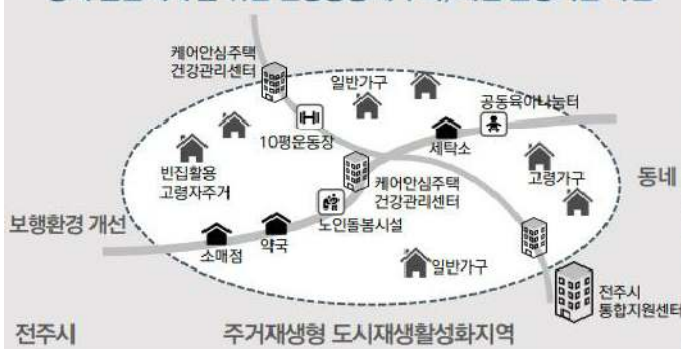 케어안심주택
건강관리센터
일반가구
공동육아나눔터
10평운동장
세탁소
빈집활용
고령자주거
케어안심주택
건강관리센터
고령가구
동네
보행환경 개선
노인돌봄시설
소매점
약국
일반가구
전주시
통합지원센터
전주시
주거재생형 도시재생활성화지역